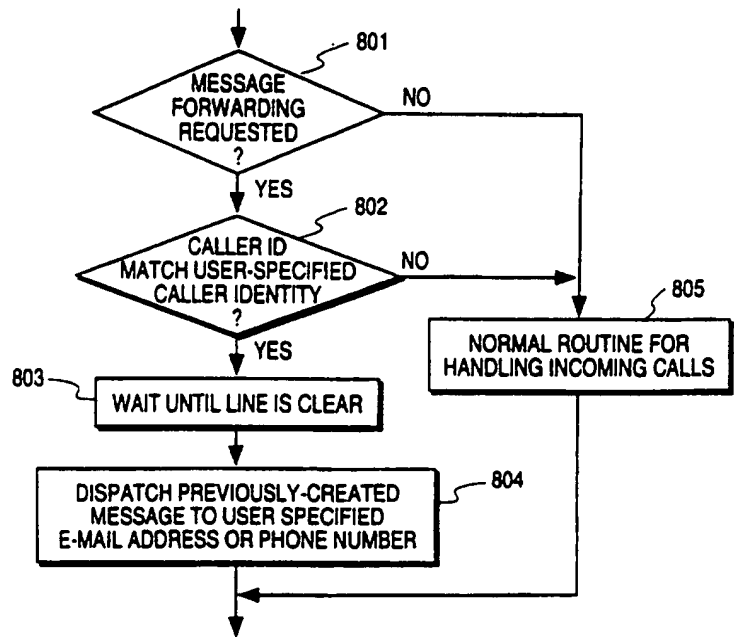 801
MESSAGE
FORWARDING
REQUESTED
?
NO
YES
802
CALLER ID
MATCH USER-SPECIFIED
CALLER IDENTITY
?
NO
YES
805
NORMAL ROUTINE FOR
HANDLING INCOMING CALLS
803
WAIT UNTIL LINE IS CLEAR
804
DISPATCH PREVIOUSLY-CREATED
MESSAGE TO USER SPECIFIED
E-MAIL ADDRESS OR PHONE NUMBER